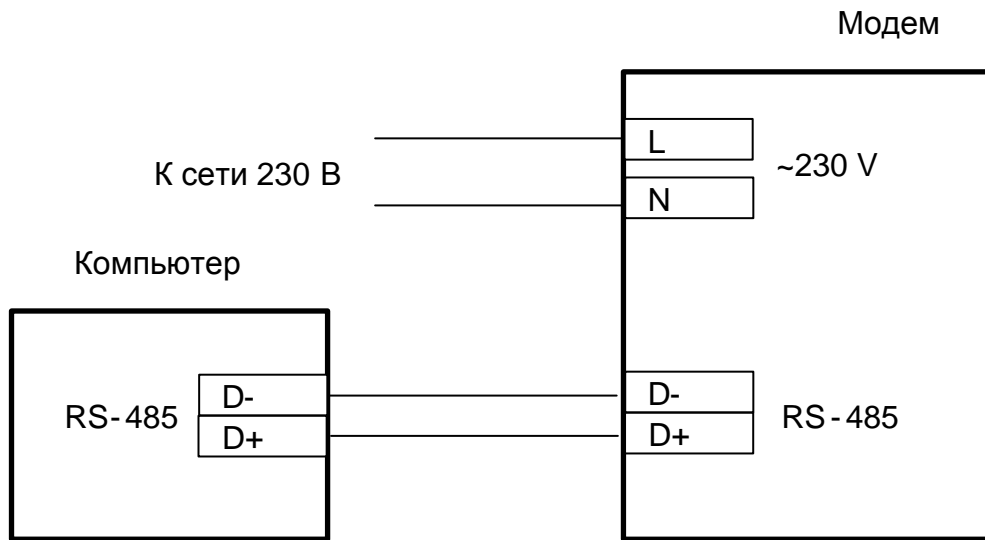 Модем
L
~230 V
К сети 230 В
N
Компьютер
D-
D-
RS-485
RS-485
D+
D+